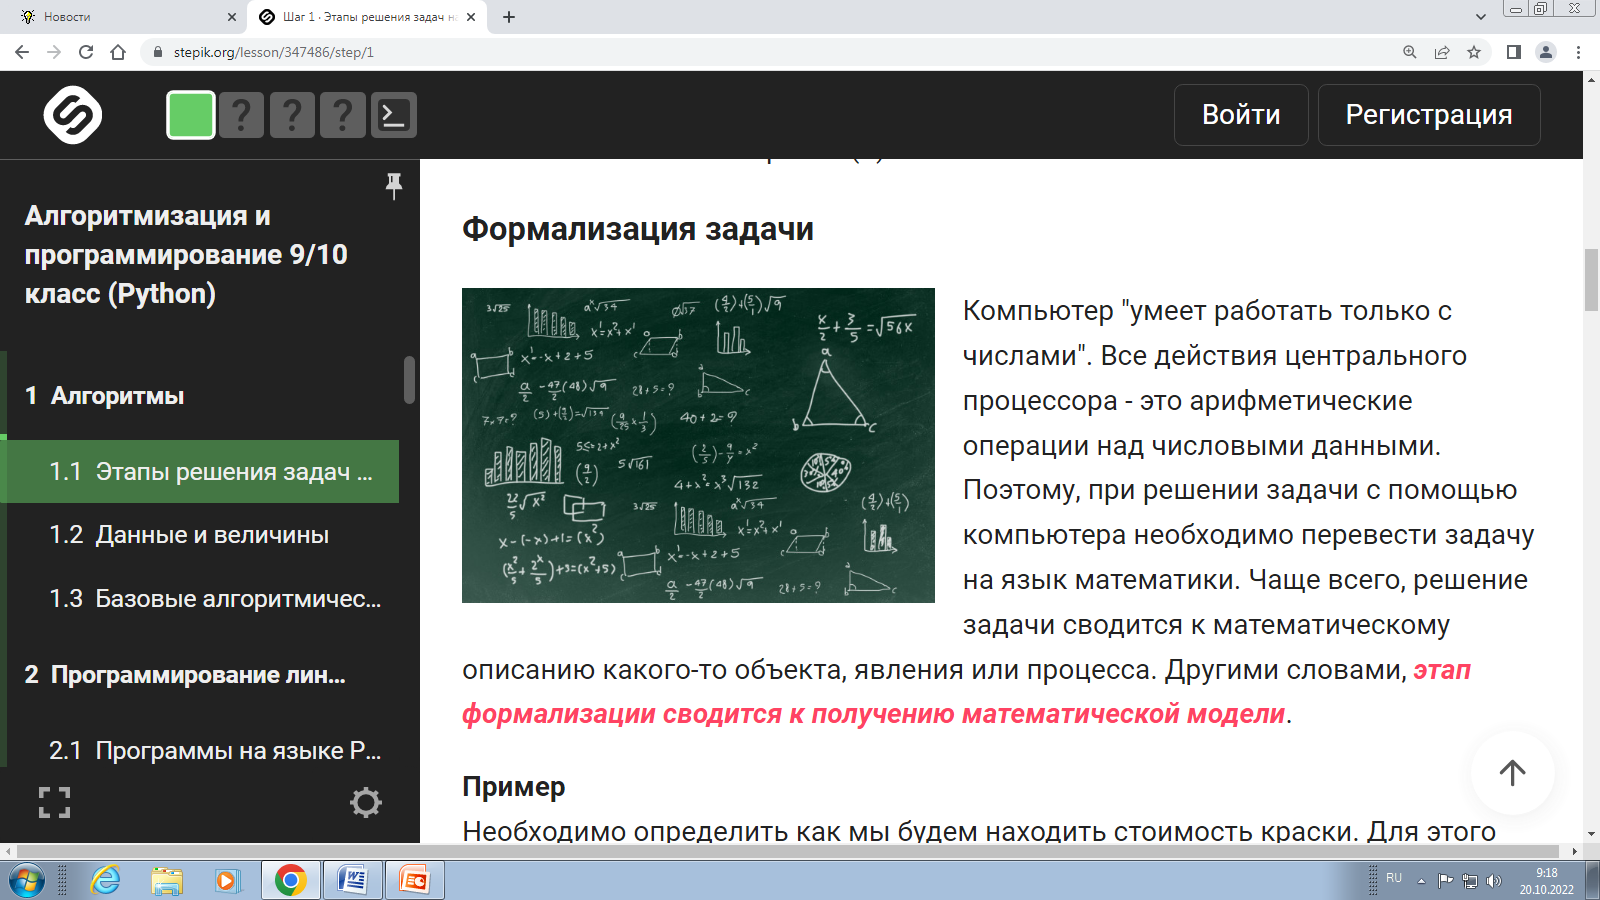 Новости
Шаг 1 · Этапы решения задач на
stepik.org/lesson/347486/step/1
Войти
Регистрация
Алгоритмизация и
программирование 9/10
класс (Python)
1 Алгоритмы
1.1 Этапы решения задач ...
1.2 Данные и величины
1.3 Базовые алгоритмичес...
2 Программирование лин...
2.1 Программы на языке P...
Формализация задачи
Компьютер "умеет работать только с
числами". Все действия центрального
процессора - это арифметические
операции над числовыми данными.
Поэтому, при решении задачи с помощью
компьютера необходимо перевести задачу
на язык математики. Чаще всего, решение
задачи сводится к математическому
описанию какого-то объекта, явления или процесса. Другими словами, этап
формализации сводится к получению математической модели.
Пример
Необходимо определить как мы будем находить стоимость краски. Для этого
RU
9:18
20.10.2022